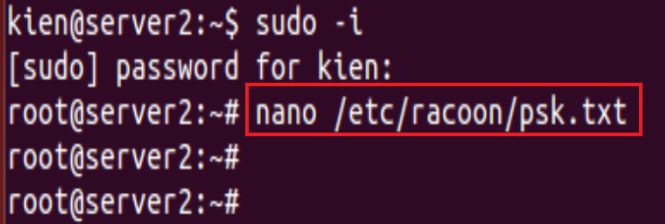 kien@server2:~$ sudo -i
[sudo] password for kien:
root@server2:~# nano /etc/racoon/psk.txt
root@server2:~#
root@server2:~#